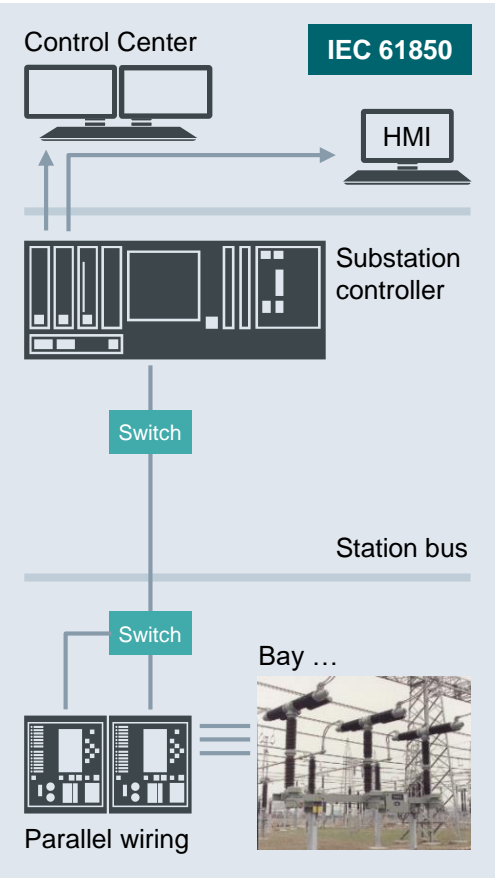 Control Center
IEC 61850
HMI
Substation
controller
Switch
Station bus
Switch
Bay …
Parallel wiring